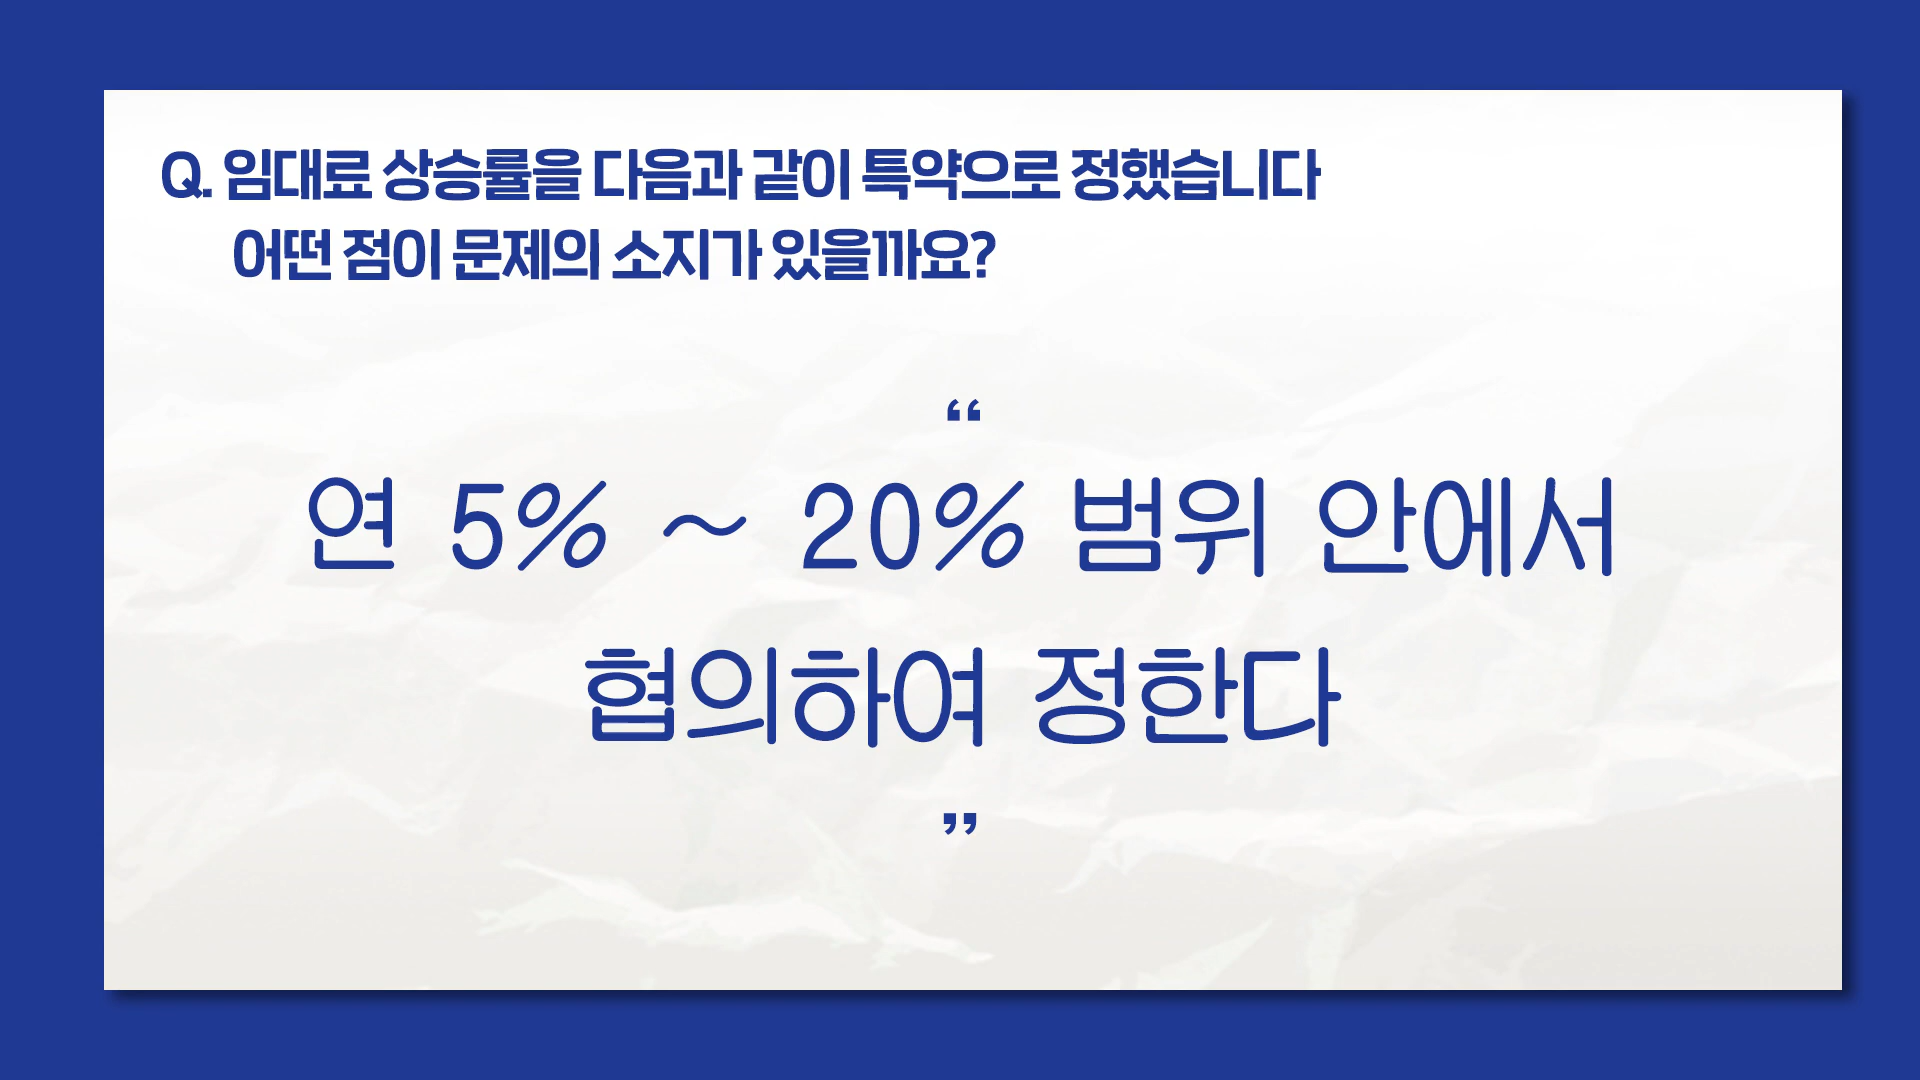 Q. 임대료 상승률을 다음과 같이 특약으로 정했습니다
어떤 점이 문제의 소지가 있을까요?
“
연 5% ~ 20% 범위 안에서
협의하여 정한다
”